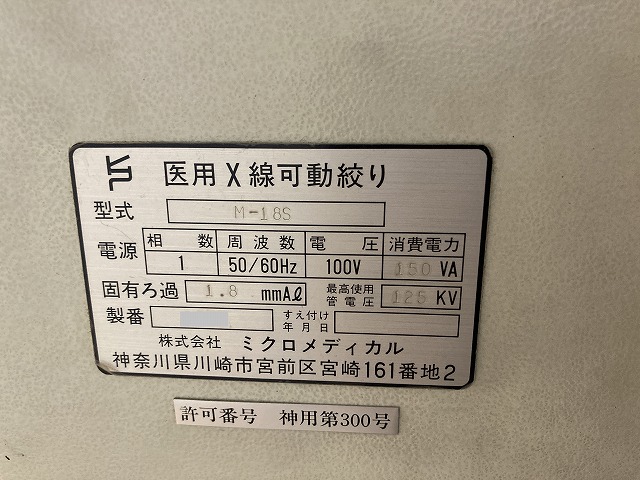 医用X線可動絞り
型式 M-18S
電源 相数 周波数 電圧 消費電力
1 50/60Hz 100V 150 VA
固有ろ過 1.8 mmAℓ 最高使用管電圧 125 KV
製番 すえ付け年月日
株式会社 ミクロメディカル
神奈川県川崎市宮前区宮崎161番地2
許可番号 神用第300号